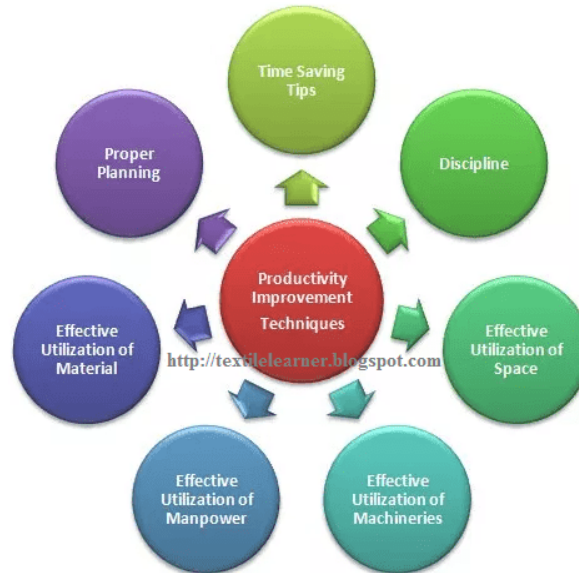 Time Saving
Tips
Proper
Planning
Discipline
Productivity
Improvement
Techniques
Effective
Utilization of
Material
http://textilelearner.blogspot.com
Effective
Utilization of
Space
Effective
Utilization of
Manpower
Effective
Utilization of
Machineries